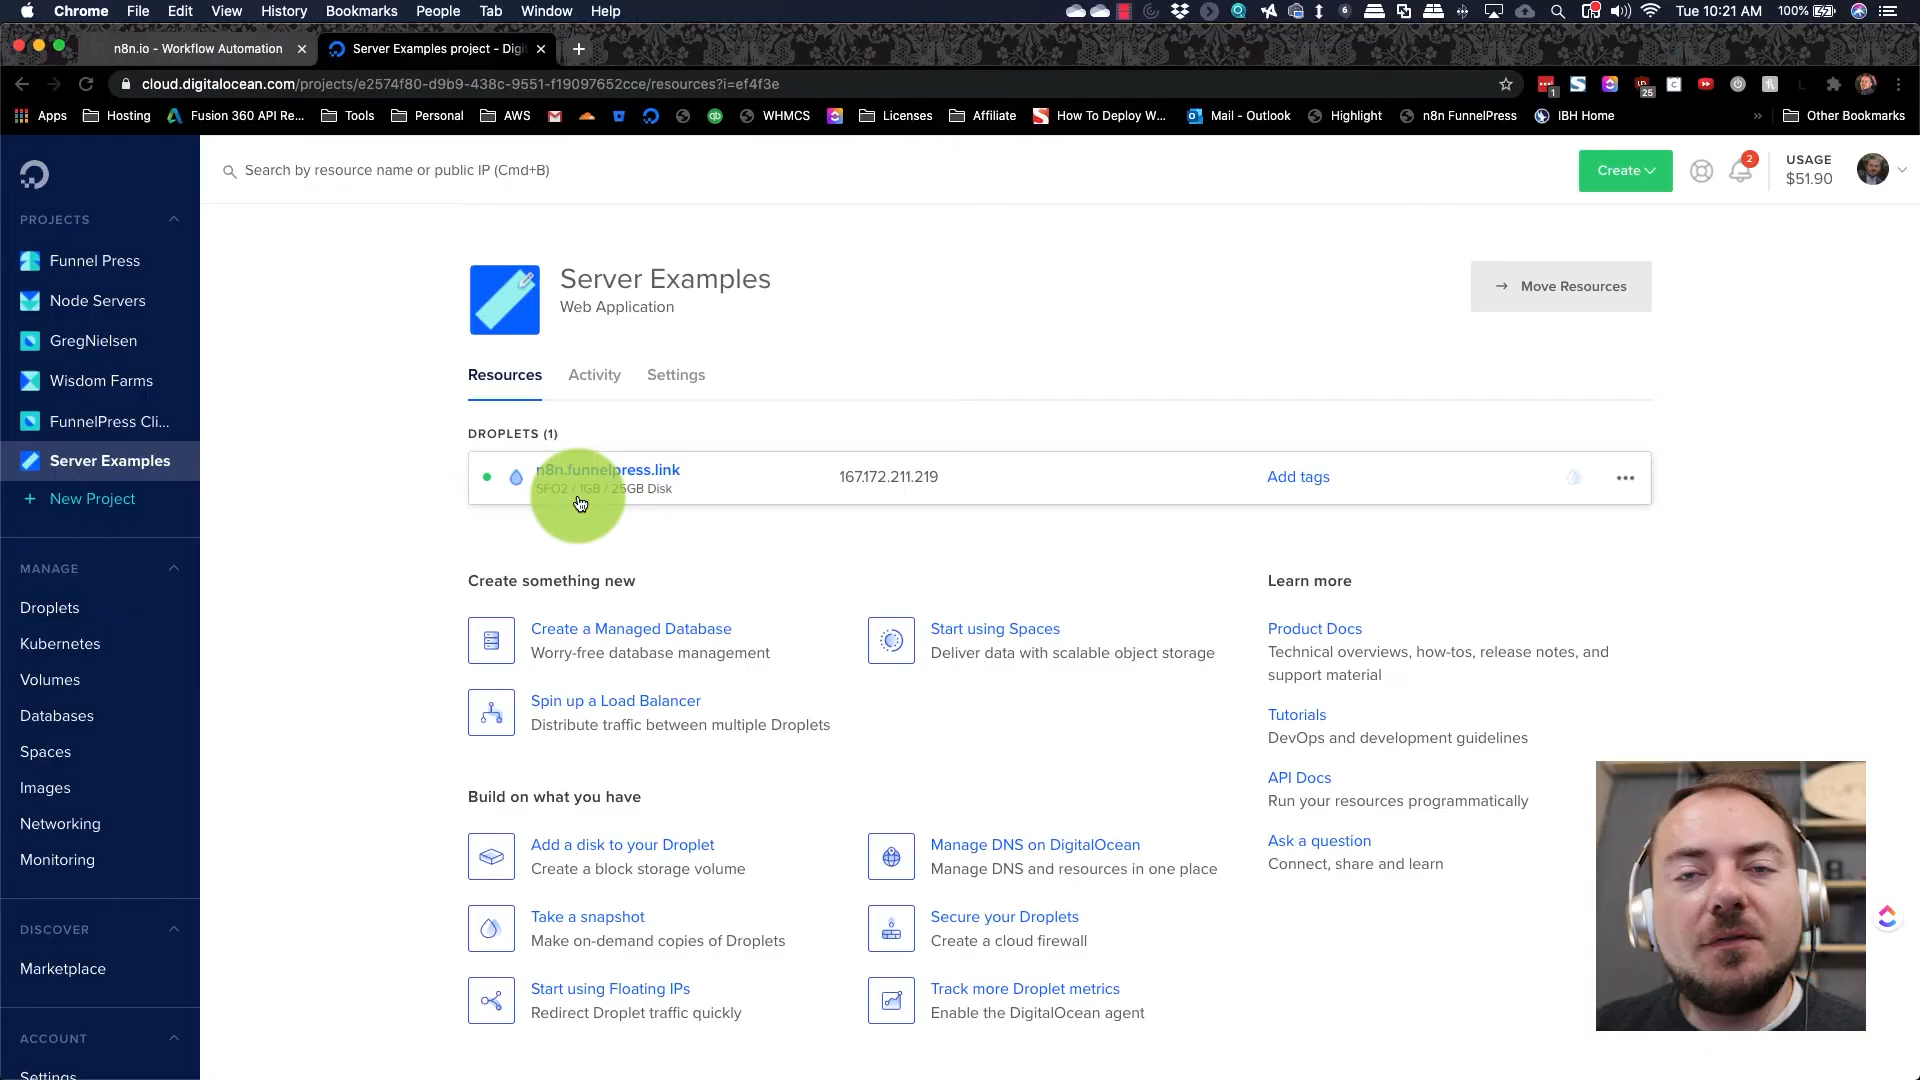 Chrome File Edit View History Bookmarks People Tab Window Help
6 Tue 10:21 AM 100%
n8n.io - Workflow Automation
Server Examples project - Digi
cloud.digitalocean.com/projects/e2574f80-d9b9-438c-9551-f19097652cce/resources?i=ef4f3e
1
25
Apps Hosting Fusion 360 API Re... Tools Personal AWS WHMCS Licenses Affiliate How To Deploy W... Mail - Outlook Highlight n8n FunnelPress IBH Home » Other Bookmarks
Search by resource name or public IP (Cmd+B)
Create
2
USAGE
$51.90
PROJECTS
Funnel Press
Node Servers
GregNielsen
Wisdom Farms
FunnelPress Cli...
Server Examples
+ New Project
MANAGE
Droplets
Kubernetes
Volumes
Databases
Spaces
Images
Networking
Monitoring
DISCOVER
Marketplace
ACCOUNT
Settings
Server Examples
Web Application
→ Move Resources
Resources Activity Settings
DROPLETS (1)
n8n.funnelpress.link
SFO2 / 1GB / 25GB Disk
167.172.211.219
Add tags
Create something new
Create a Managed Database
Worry-free database management
Start using Spaces
Deliver data with scalable object storage
Spin up a Load Balancer
Distribute traffic between multiple Droplets
Build on what you have
Add a disk to your Droplet
Create a block storage volume
Manage DNS on DigitalOcean
Manage DNS and resources in one place
Take a snapshot
Make on-demand copies of Droplets
Secure your Droplets
Create a cloud firewall
Start using Floating IPs
Redirect Droplet traffic quickly
Track more Droplet metrics
Enable the DigitalOcean agent
Learn more
Product Docs
Technical overviews, how-tos, release notes, and
support material
Tutorials
DevOps and development guidelines
API Docs
Run your resources programmatically
Ask a question
Connect, share and learn